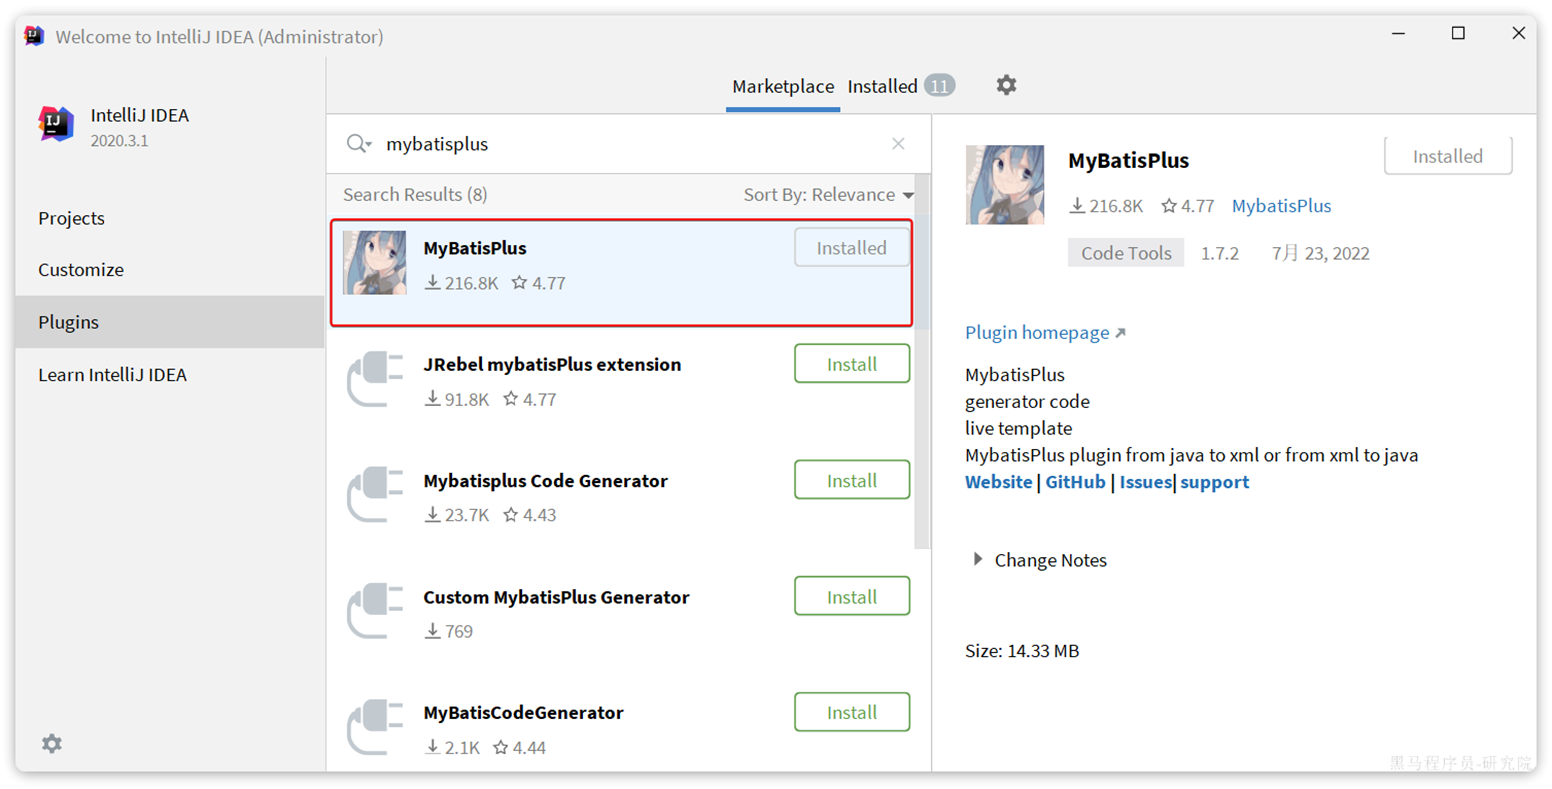 Welcome to IntelliJ IDEA (Administrator)
IntelliJ IDEA
2020.3.1
Projects
Customize
Plugins
Learn IntelliJ IDEA
Marketplace Installed 11
mybatisplus
Search Results (8) Sort By: Relevance
MyBatisPlus Installed
216.8K 4.77
JRebel mybatisPlus extension Install
91.8K 4.77
Mybatisplus Code Generator Install
23.7K 4.43
Custom MybatisPlus Generator Install
769
MyBatisCodeGenerator Install
2.1K 4.44
MyBatisPlus Installed
216.8K 4.77 MybatisPlus
Code Tools 1.7.2 7月 23, 2022
Plugin homepage
MybatisPlus
generator code
live template
MybatisPlus plugin from java to xml or from xml to java
Website | GitHub | Issues| support
Change Notes
Size: 14.33 MB
黑马程序员-研究院